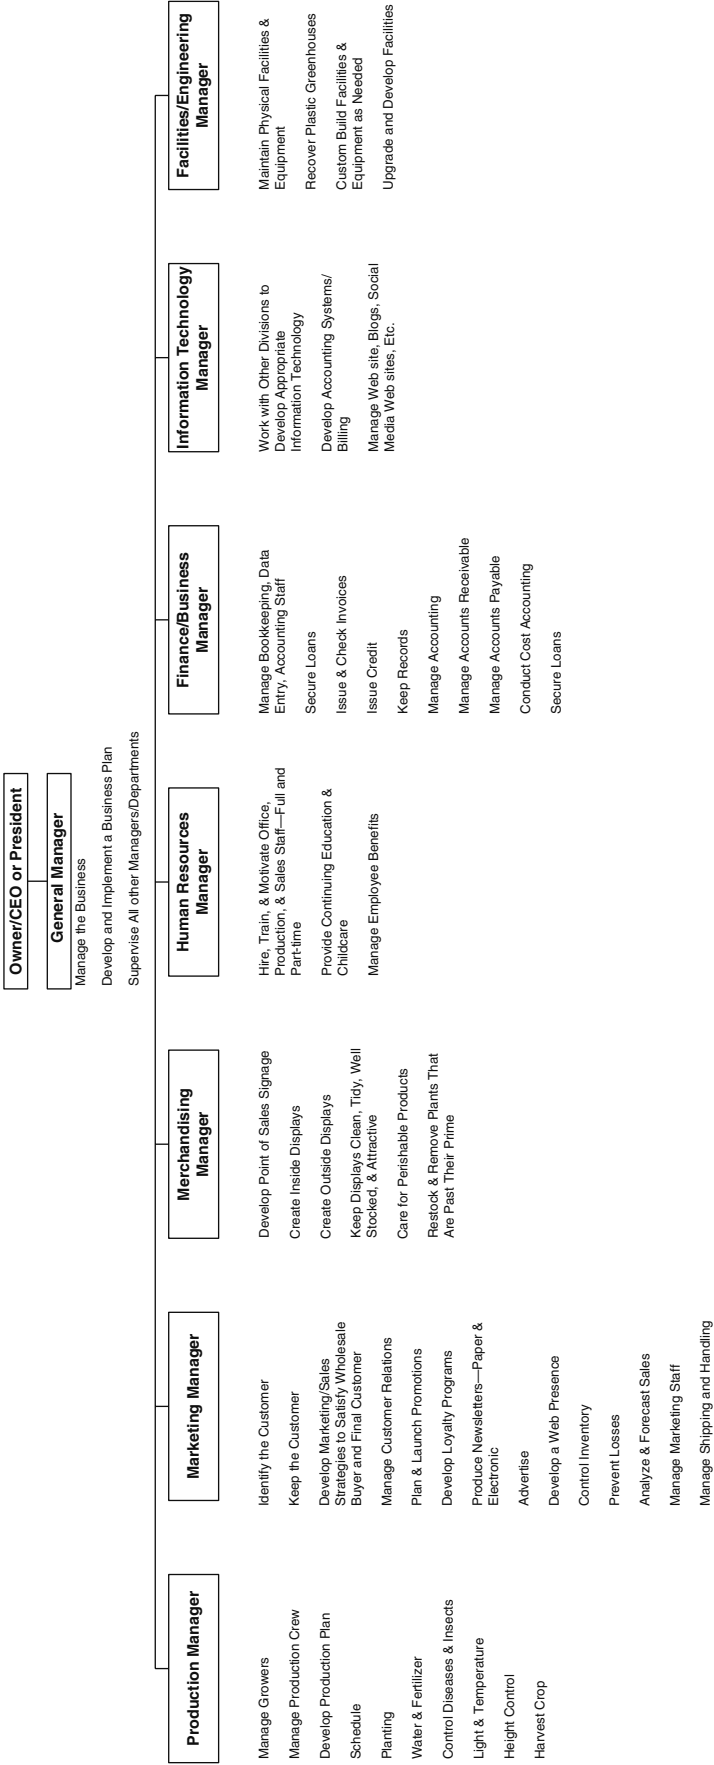 Owner/CEO or President
General Manager
Manage the Business
Develop and Implement a Business Plan
Supervise All other Managers/Departments
Production Manager
Manage Growers
Manage Production Crew
Develop Production Plan
Schedule
Planting
Water & Fertilizer
Control Diseases & Insects
Light & Temperature
Height Control
Harvest Crop
Marketing Manager
Identify the Customer
Keep the Customer
Develop Marketing/Sales
Strategies to Satisfy Wholesale
Buyer and Final Customer
Manage Customer Relations
Plan & Launch Promotions
Develop Loyalty Programs
Produce Newsletters—Paper &
Electronic
Advertise
Develop a Web Presence
Control Inventory
Prevent Losses
Analyze & Forecast Sales
Manage Marketing Staff
Manage Shipping and Handling
Merchandising
Manager
Develop Point of Sales Signage
Create Inside Displays
Create Outside Displays
Keep Displays Clean, Tidy, Well
Stocked, & Attractive
Care for Perishable Products
Restock & Remove Plants That
Are Past Their Prime
Human Resources
Manager
Hire, Train, & Motivate Office,
Production, & Sales Staff—Full and
Part-time
Provide Continuing Education &
Childcare
Manage Employee Benefits
Finance/Business
Manager
Manage Bookkeeping, Data
Entry, Accounting Staff
Secure Loans
Issue & Check Invoices
Issue Credit
Keep Records
Manage Accounting
Manage Accounts Receivable
Manage Accounts Payable
Conduct Cost Accounting
Secure Loans
Information Technology
Manager
Work with Other Divisions to
Develop Appropriate
Information Technology
Develop Accounting Systems/
Billing
Manage Web site, Blogs, Social
Media Web sites, Etc.
Facilities/Engineering
Manager
Maintain Physical Facilities &
Equipment
Recover Plastic Greenhouses
Custom Build Facilities &
Equipment as Needed
Upgrade and Develop Facilities